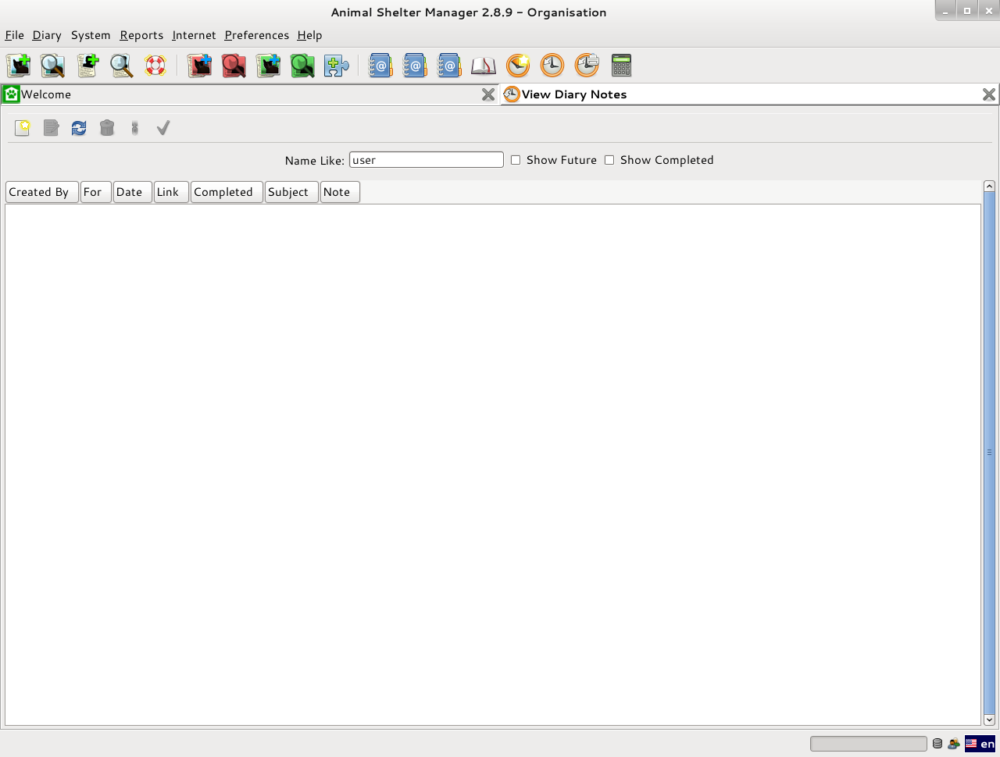 Animal Shelter Manager 2.8.9 - Organisation
File Diary System Reports Internet Preferences Help
Welcome View Diary Notes
Name Like: user Show Future Show Completed
Created By For Date Link Completed Subject Note
en